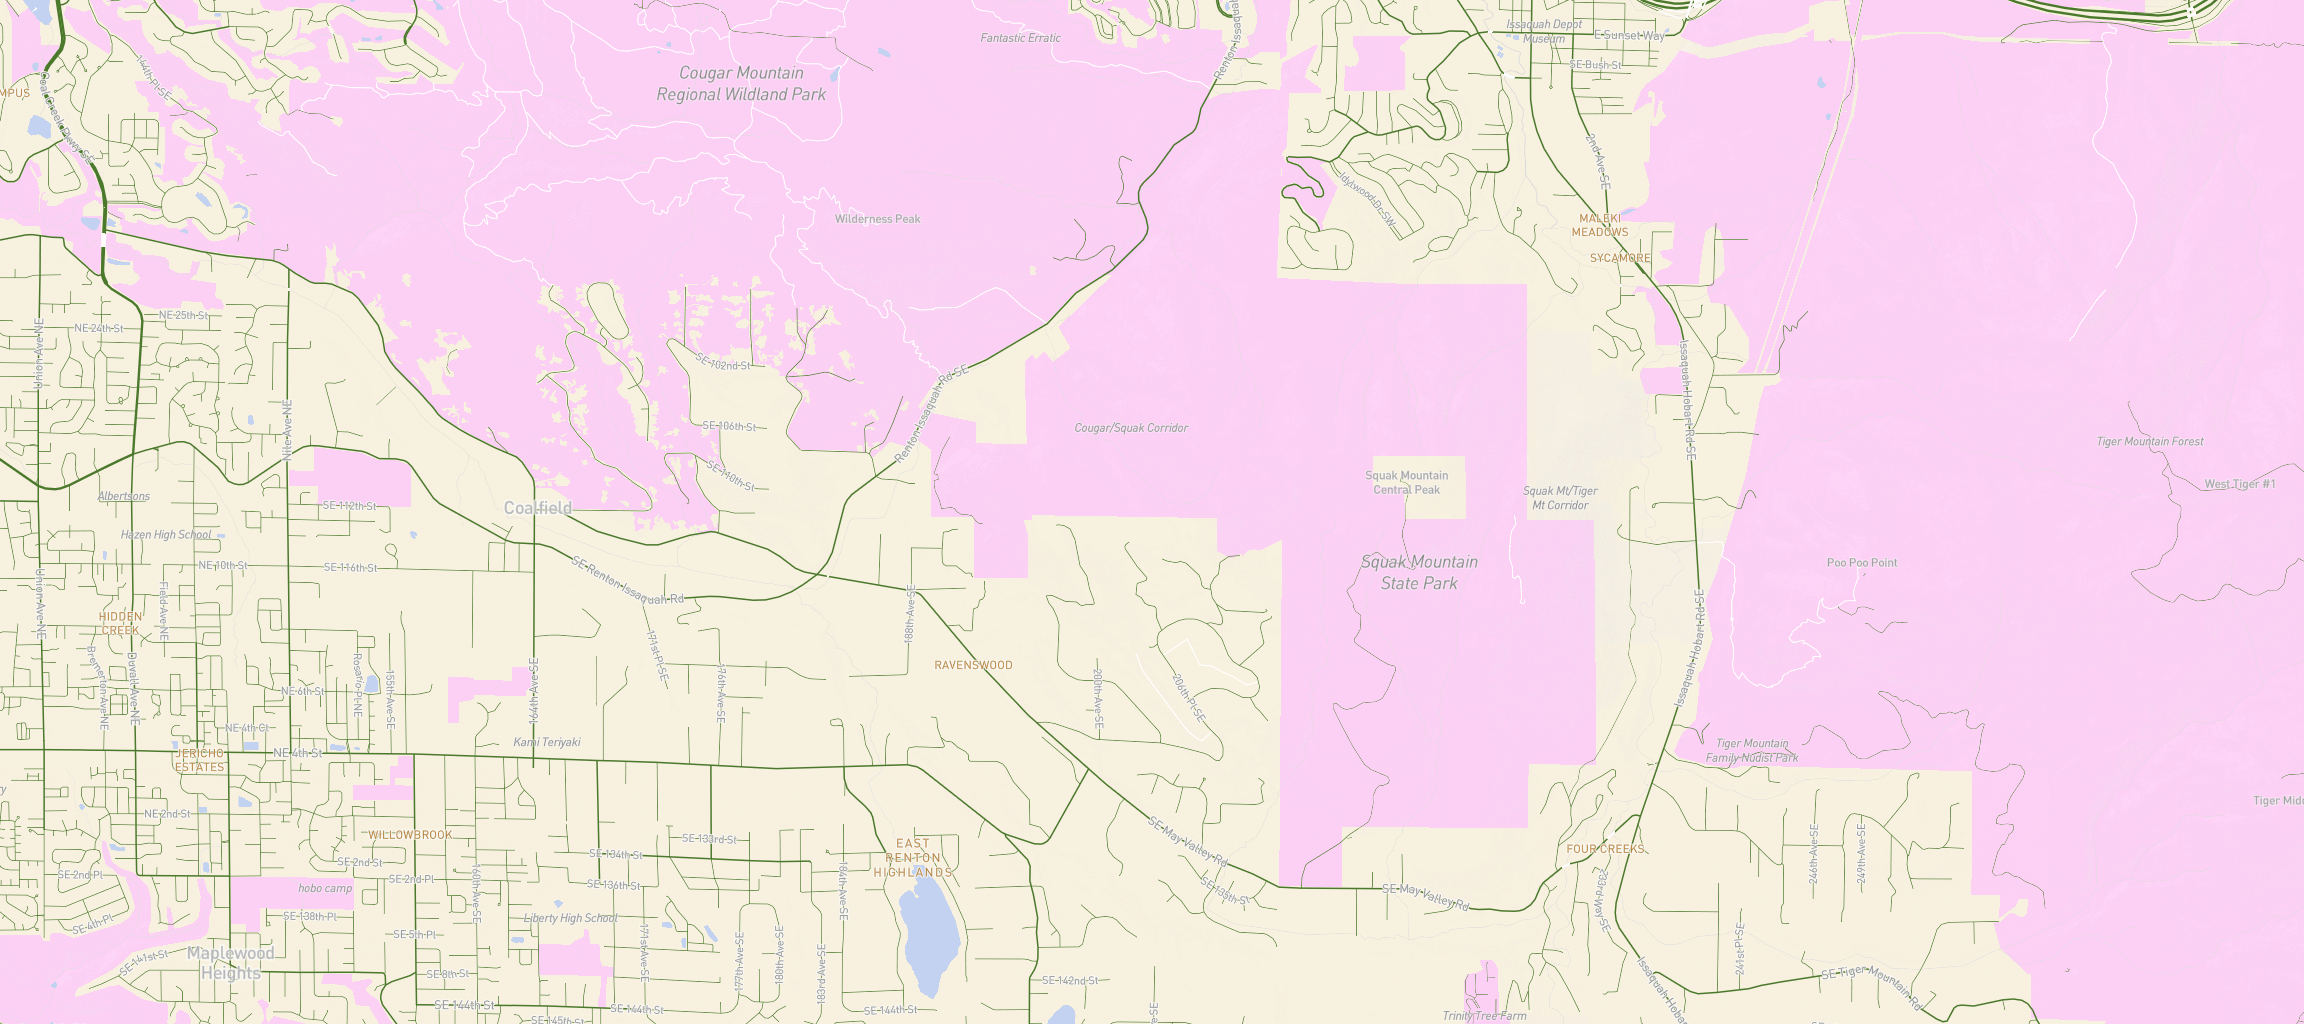 Issaquah Depot
Museum
E Sunset Way
Fantastic Erratic
SE Bush St
Cougar Mountain
Regional Wildland Park
144th Pl SE
Coal Creek Pkwy SE
MPUS
2nd Ave SE
Idylwood Dr SW
Wilderness Peak
MALEKI
MEADOWS
SYCAMORE
NE 25th St
NE 24th St
Union Ave NE
SE 102nd St
Renton Issaquah Rd SE
Issaquah Hobart Rd SE
Nile Ave NE
SE 106th St
Cougar/Squak Corridor
Tiger Mountain Forest
SE 110th St
Squak Mountain
Central Peak
Squak Mt/Tiger
Mt Corridor
West Tiger #1
Albertsons
SE 112th St
Coalfield
Hazen High School
NE 10th St
SE 116th St
SE Renton Issaquah Rd
Squak Mountain
State Park
Poo Poo Point
Union Ave NE
Field Ave NE
HIDDEN
CREEK
188th Ave SE
171st Pl SE
RAVENSWOOD
Issaquah Hobart Rd SE
Bremerton Ave NE
Duvall Ave NE
Rosario Pl NE
155th Ave SE
164th Ave SE
176th Ave SE
200th Ave SE
206th Pl SE
NE 6th St
NE 4th Ct
NE 4th St
JERICHO
ESTATES
Kami Teriyaki
Tiger Mountain
Family Nudist Park
NE 2nd St
Tiger Midd
WILLOWBROOK
SE 133rd St
SE 134th St
EAST
RENTON
HIGHLANDS
SE May Valley Rd
FOUR CREEKS
246th Ave SE
249th Ave SE
SE 2nd St
SE 2nd Pl
SE 2nd Pl
hobo camp
SE 136th St
160th Ave SE
184th Ave SE
SE 135th St
SE May Valley Rd
233rd Way SE
SE 4th Pl
SE 138th Pl
Liberty High School
SE 5th Pl
171st Ave SE
177th Ave SE
180th Ave SE
183rd Ave SE
241st Pl SE
Maplewood
Heights
SE 141st St
SE 8th St
SE 142nd St
SE Tiger Mountain Rd
Issaquah Hobar
SE 144th St
SE 144th St
SE 144th St
SE 145th St
Trinity Tree Farm